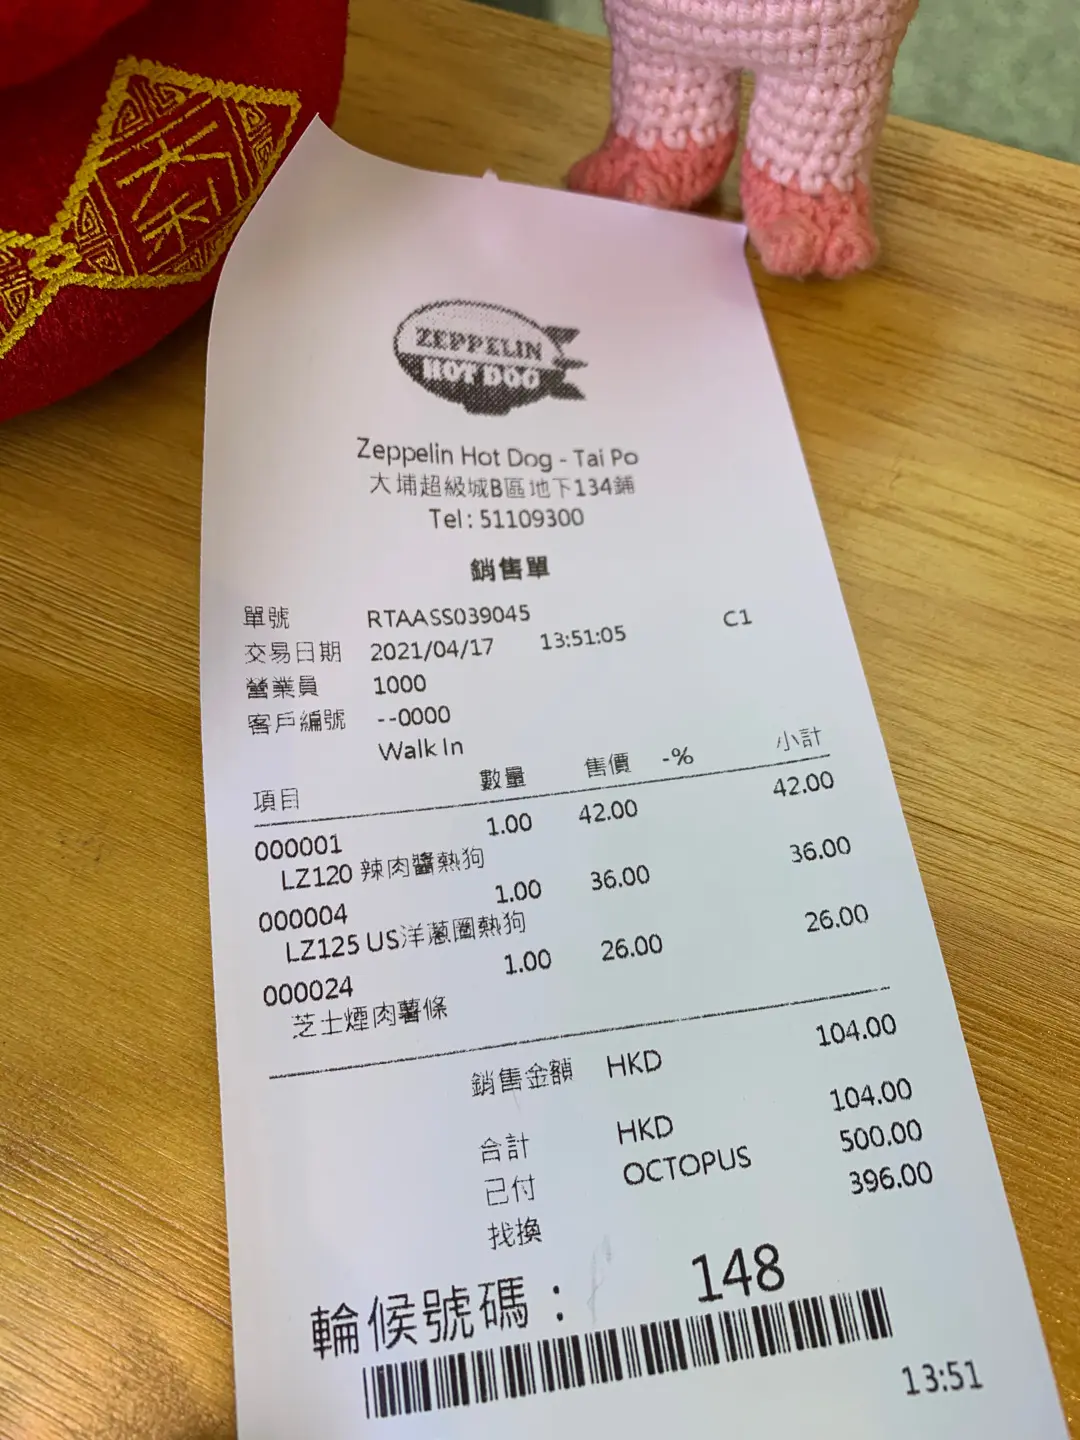 大利
ZEPPELIN
HOT DOG
Zeppelin Hot Dog - Tai Po
大埔超級城B區地下134鋪
Tel : 51109300
銷售單
單號 RTAASS039045 C1
交易日期 2021/04/17 13:51:05
營業員 1000
客戶編號 --0000
Walk In
項目 數量 售價 -% 小計
000001 1.00 42.00 42.00
LZ120 辣肉醬熱狗
000004 1.00 36.00 36.00
LZ125 US洋蔥圈熱狗
000024 1.00 26.00 26.00
芝士煙肉薯條
銷售金額 HKD 104.00
合計 HKD 104.00
已付 OCTOPUS 500.00
找換 396.00
輪候號碼： 148
13:51